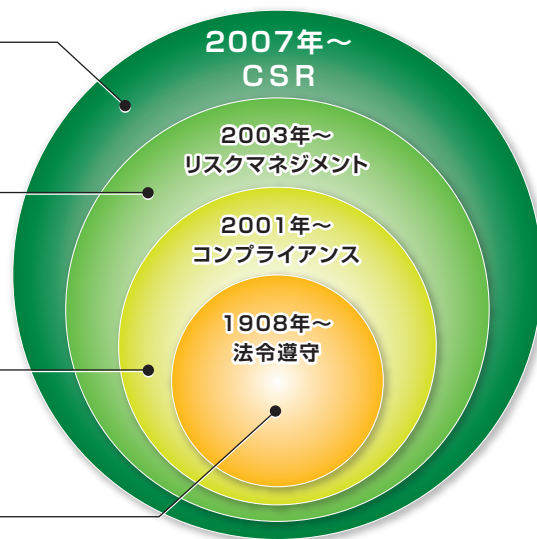 2007年~
CSR
2003年~
リスクマネジメント
2001年~
コンプライアンス
1908年~
法令遵守